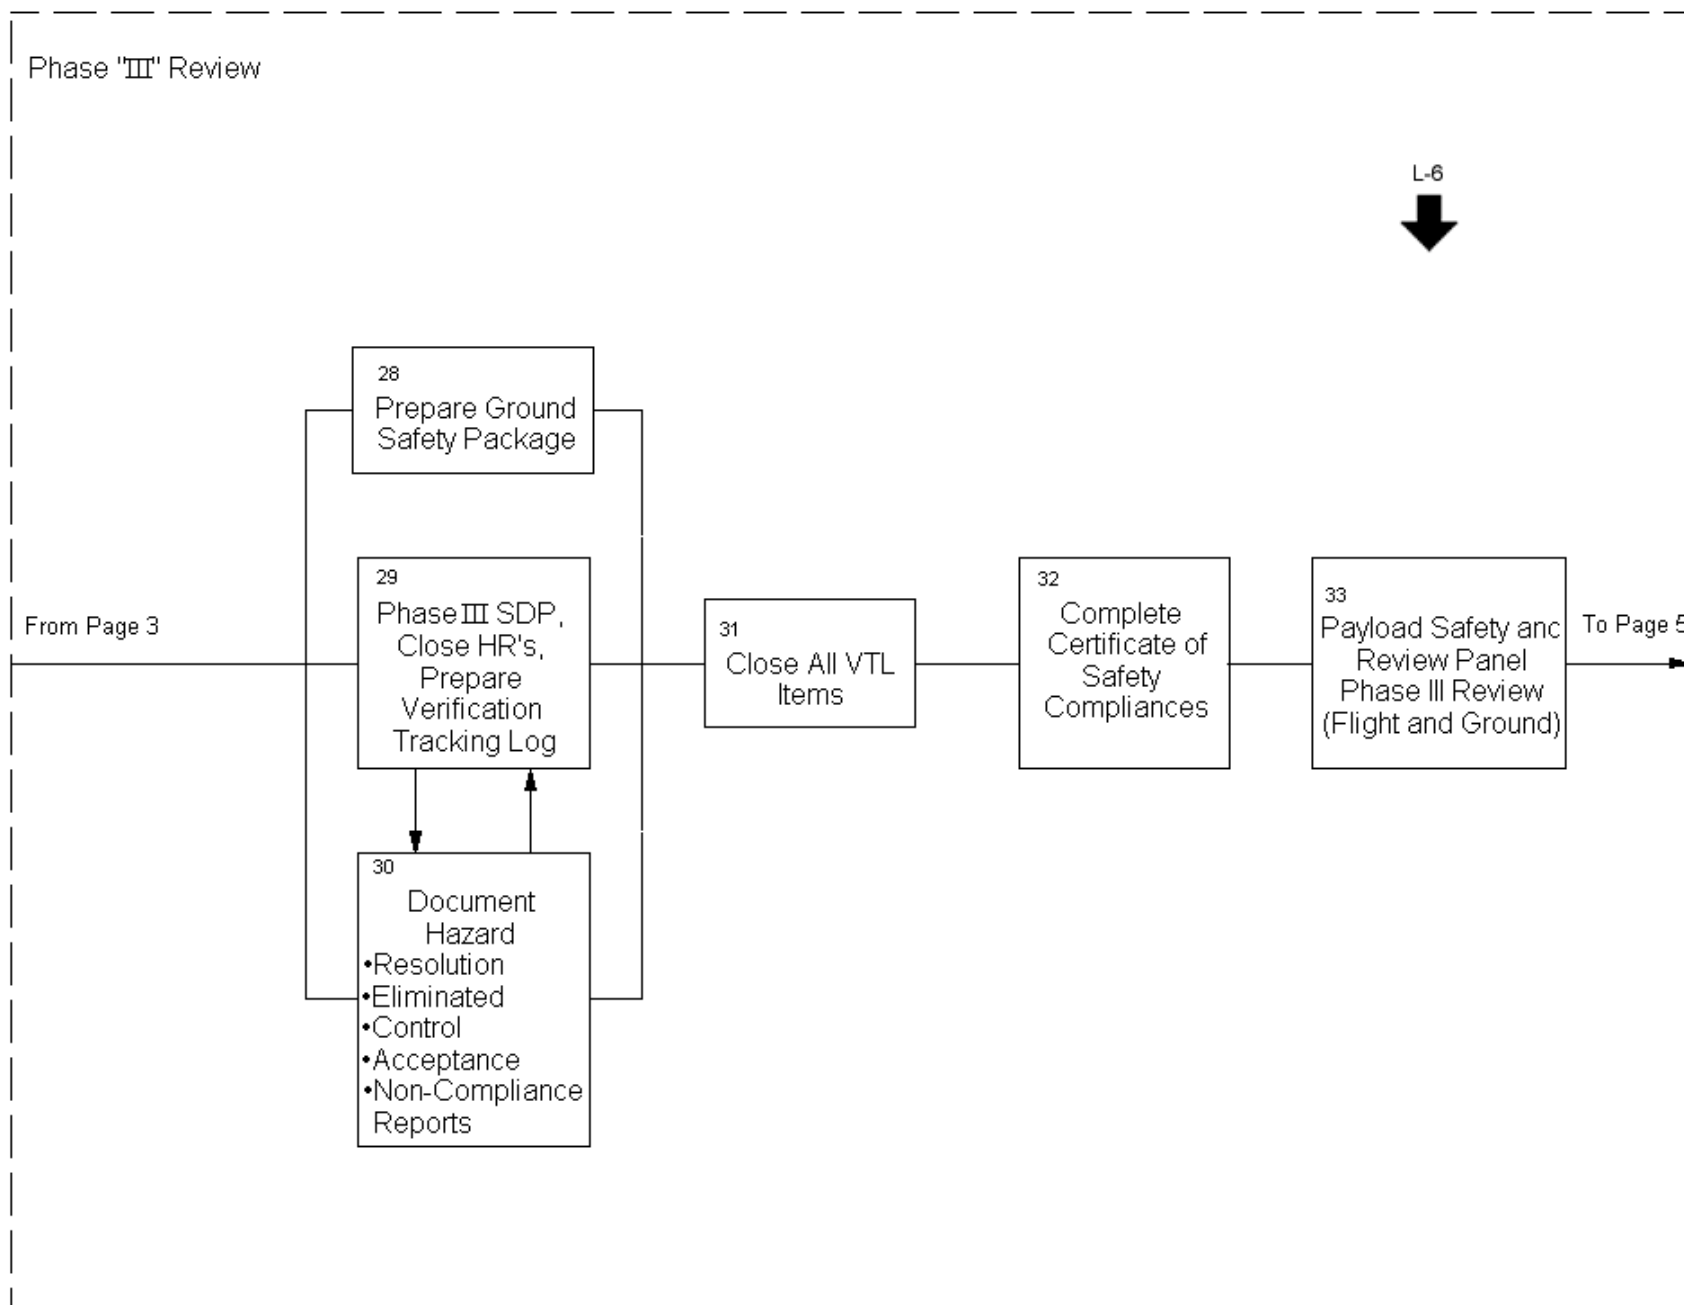 Phase "III" Review
L-6
28
Prepare Ground
Safety Package
29
Phase III SDP,
Close HR's,
Prepare
Verification
Tracking Log
From Page 3
30
Document
Hazard
•Resolution
•Eliminated
•Control
•Acceptance
•Non-Compliance
Reports
31
Close All VTL
Items
32
Complete
Certificate of
Safety
Compliances
33
Payload Safety and
Review Panel
Phase III Review
(Flight and Ground)
To Page 5